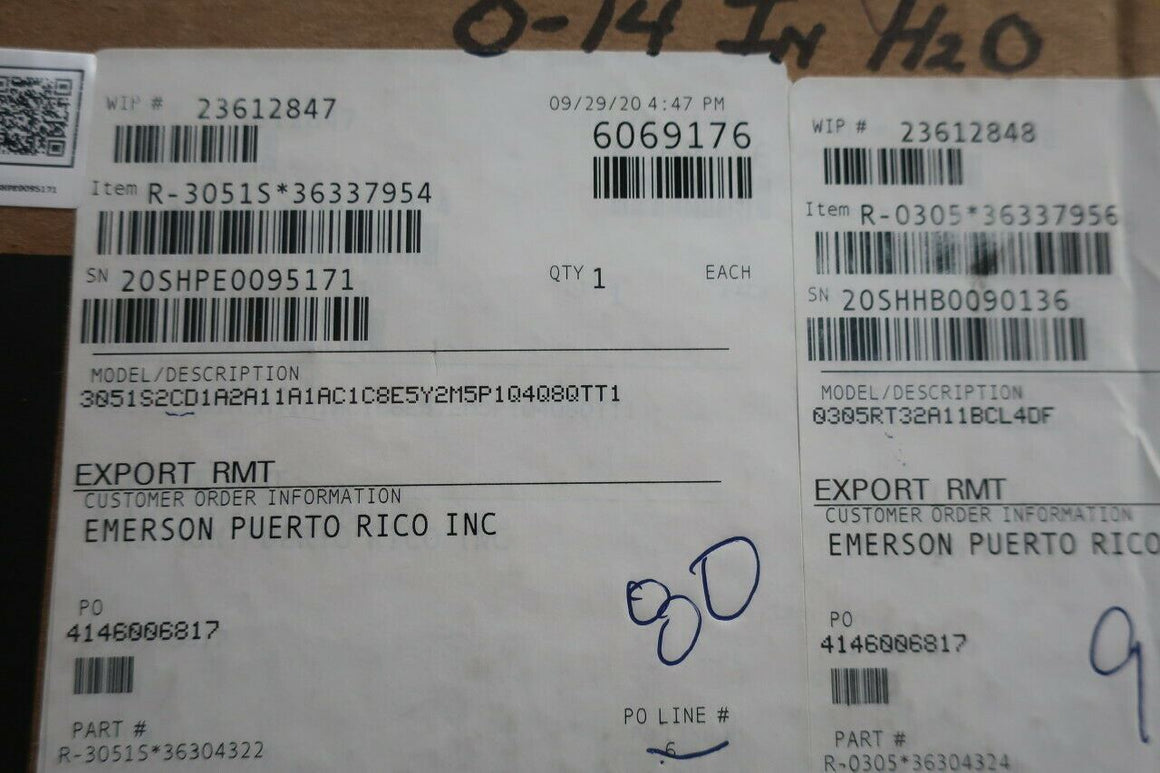 0-14 IN H2O
WIP # 23612847
09/29/20 4:47 PM
6069176
Item R-3051S*36337954
SN 20SHPE0095171
QTY 1 EACH
MODEL/DESCRIPTION
3051S2CD1A2A11A1AC1C8E5Y2M5P1Q4Q8QTT1
EXPORT RMT
CUSTOMER ORDER INFORMATION
EMERSON PUERTO RICO INC
PO
4146006817
PO LINE #
6
PART #
R-3051S*36304322
WIP # 23612848
Item R-0305*36337956
SN 20SHHB0090136
MODEL/DESCRIPTION
0305RT32A11BCL4DF
EXPORT RMT
CUSTOMER ORDER INFORMATION
EMERSON PUERTO RICO
PO
4146006817
9
PART #
R-0305*36304324